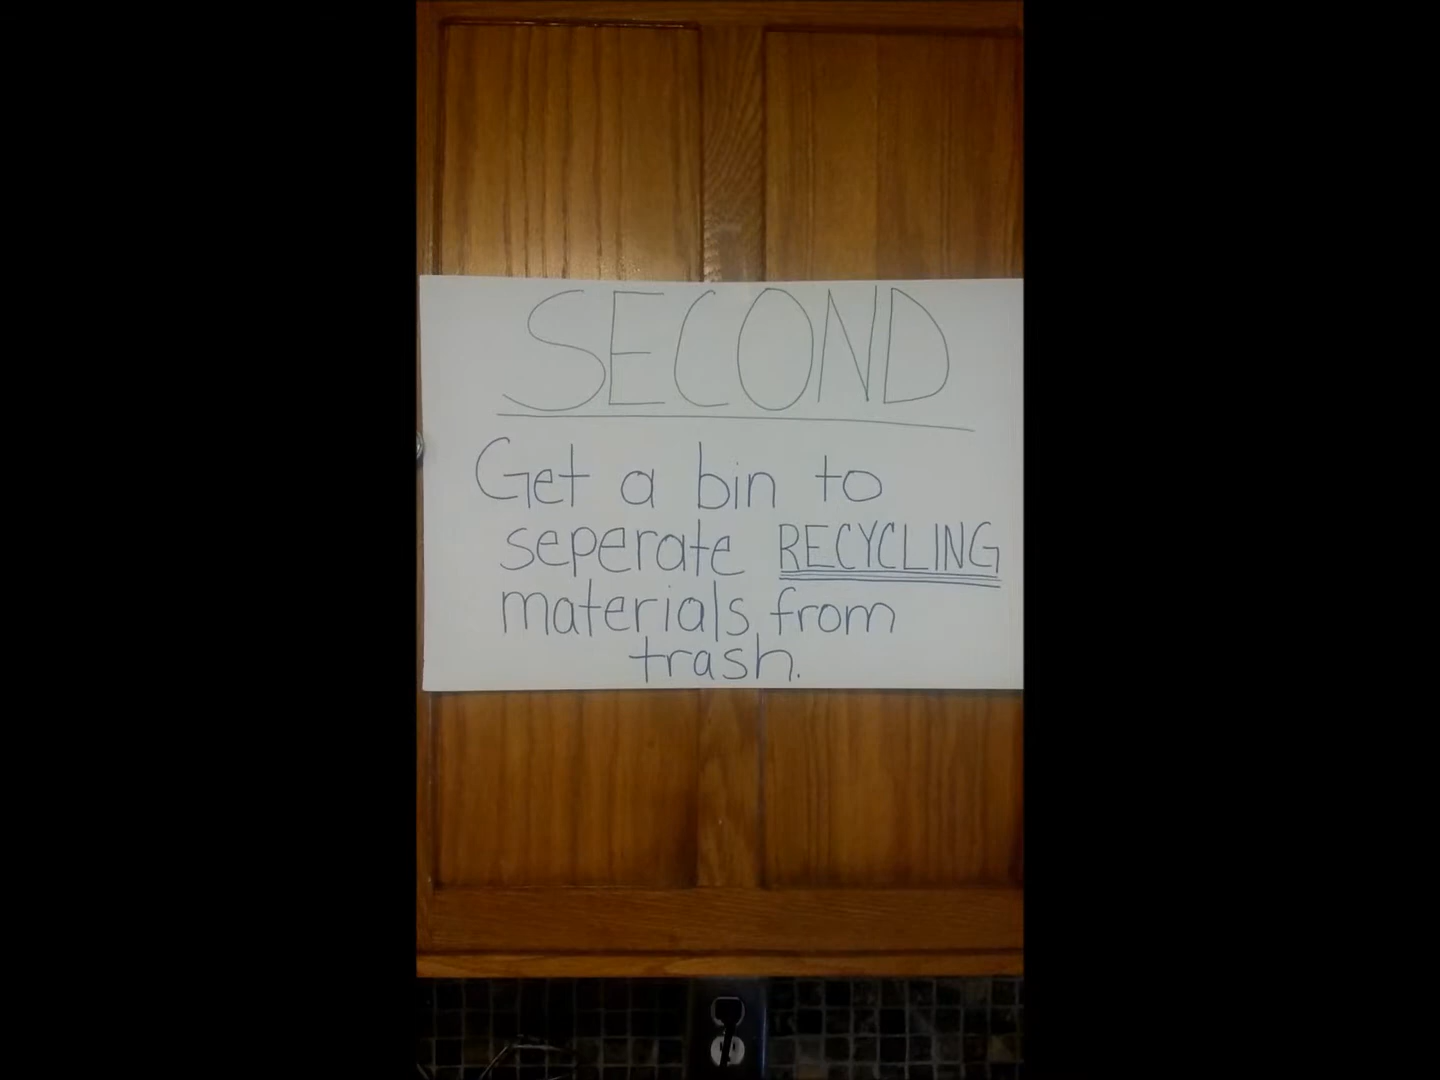 SECOND
Get a bin to
seperate RECYCLING
materials from
trash.